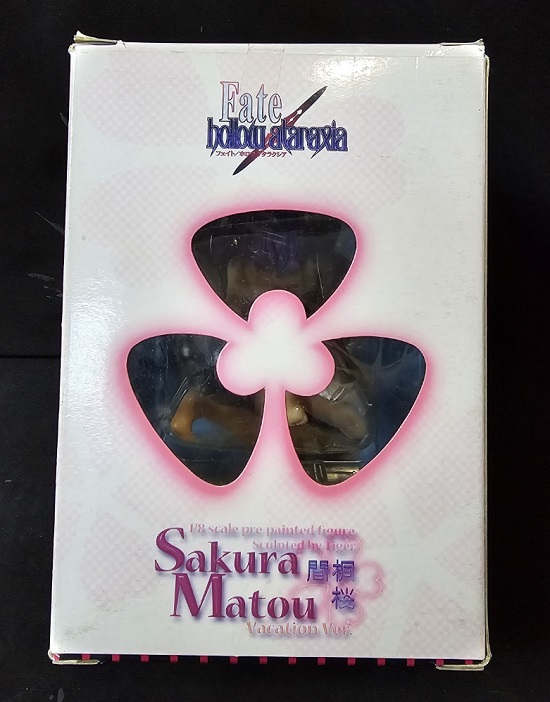 Fate
hollow ataraxia
フェイト/ホロウアタラクシア
1/8 scale pre painted figure
Sculpted by Tiger
Sakura
間桐
桜
Matou
Vacation Ver.